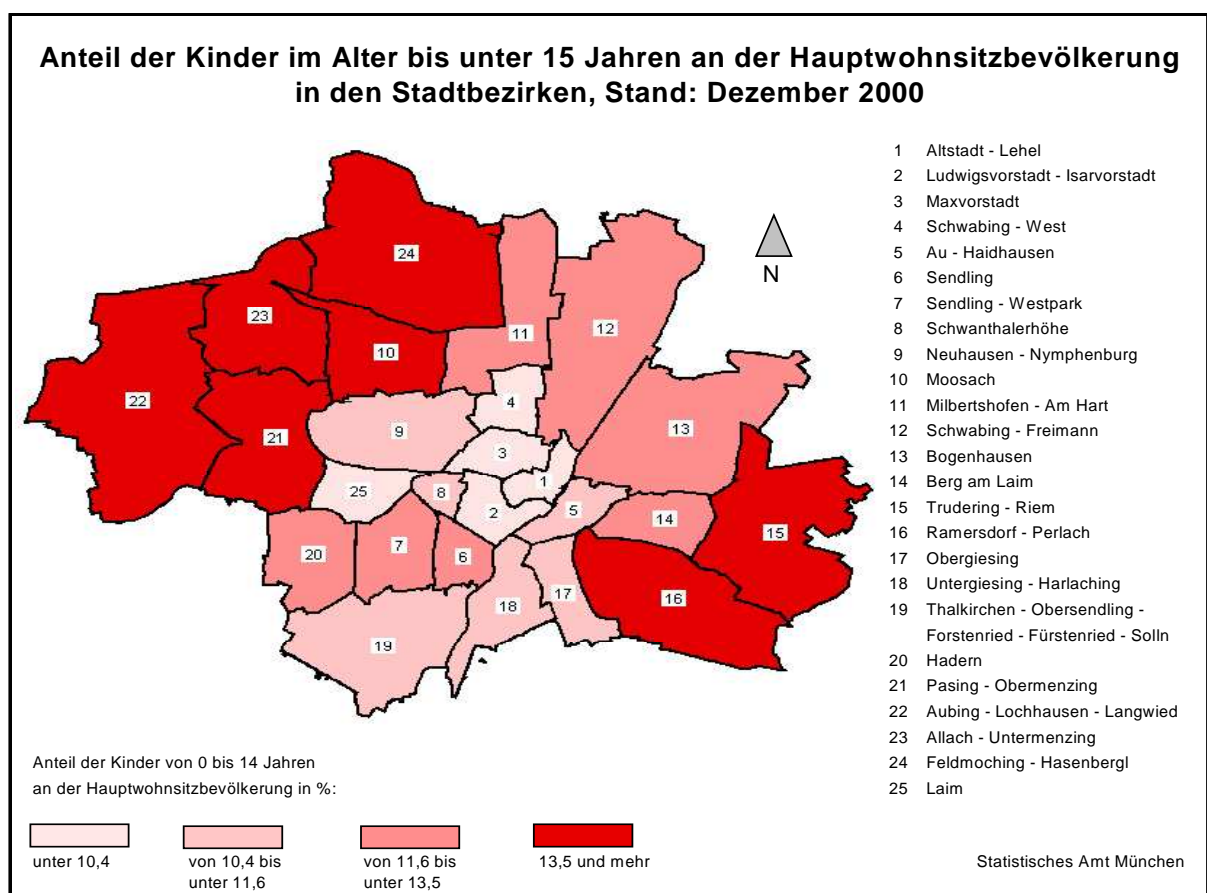 Anteil der Kinder im Alter bis unter 15 Jahren an der Hauptwohnsitzbevölkerung
in den Stadtbezirken, Stand: Dezember 2000
1 Altstadt - Lehel
2 Ludwigsvorstadt - Isarvorstadt
3 Maxvorstadt
4 Schwabing - West
5 Au - Haidhausen
6 Sendling
7 Sendling - Westpark
8 Schwanthalerhöhe
9 Neuhausen - Nymphenburg
10 Moosach
11 Milbertshofen - Am Hart
12 Schwabing - Freimann
13 Bogenhausen
14 Berg am Laim
15 Trudering - Riem
16 Ramersdorf - Perlach
17 Obergiesing
18 Untergiesing - Harlaching
19 Thalkirchen - Obersendling -
Forstenried - Fürstenried - Solln
20 Hadern
21 Pasing - Obermenzing
22 Aubing - Lochhausen - Langwied
23 Allach - Untermenzing
24 Feldmoching - Hasenbergl
25 Laim
N
24
23
11
12
10
22
4
9
13
21
3
1
25
8
2
5
14
15
20
7
6
16
17
18
19
Anteil der Kinder von 0 bis 14 Jahren
an der Hauptwohnsitzbevölkerung in %:
unter 10,4
von 10,4 bis
unter 11,6
von 11,6 bis
unter 13,5
13,5 und mehr
Statistisches Amt München